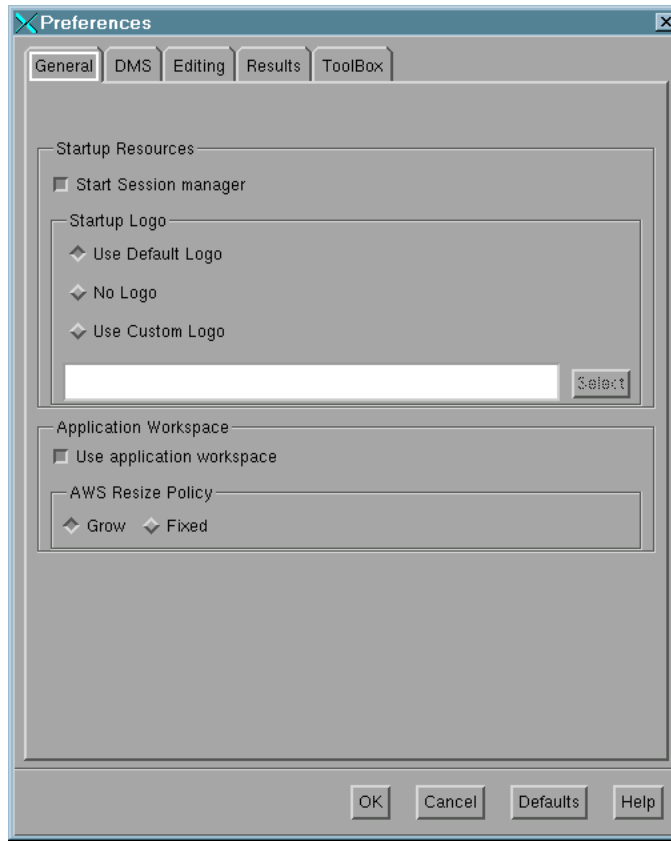 Preferences
General DMS Editing Results ToolBox
Startup Resources
Start Session manager
Startup Logo
Use Default Logo
No Logo
Use Custom Logo
Select
Application Workspace
Use application workspace
AWS Resize Policy
Grow Fixed
OK Cancel Defaults Help